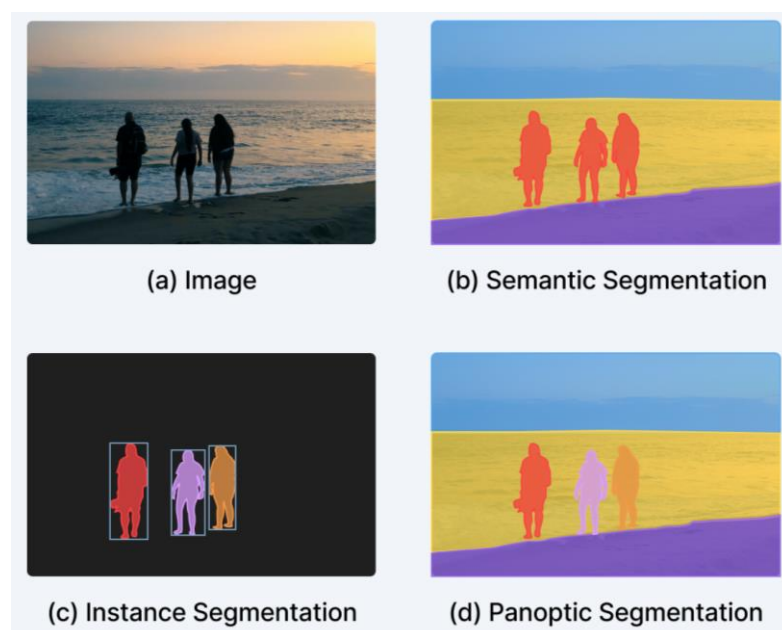 (a) Image
(b) Semantic Segmentation
(c) Instance Segmentation
(d) Panoptic Segmentation